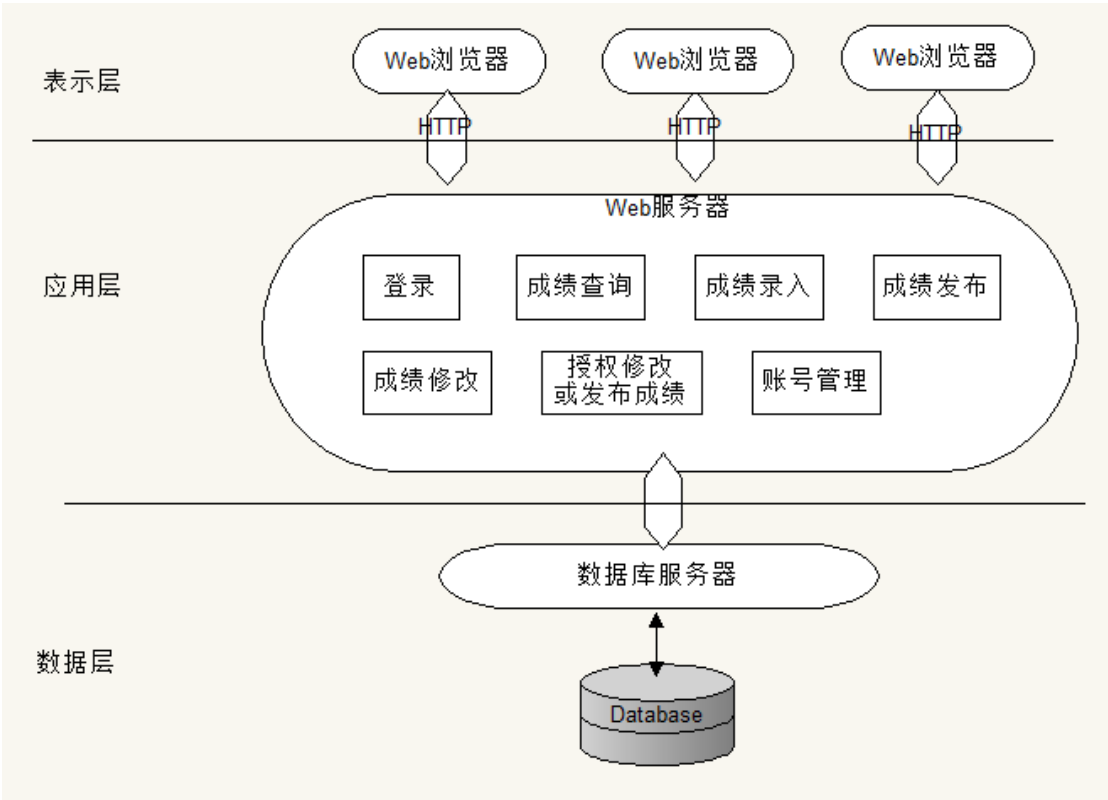 Web浏览器
Web浏览器
Web浏览器
表示层
HTTP
HTTP
HTTP
Web服务器
应用层
登录
成绩查询
成绩录入
成绩发布
成绩修改
授权修改
或发布成绩
账号管理
数据库服务器
数据层
Database